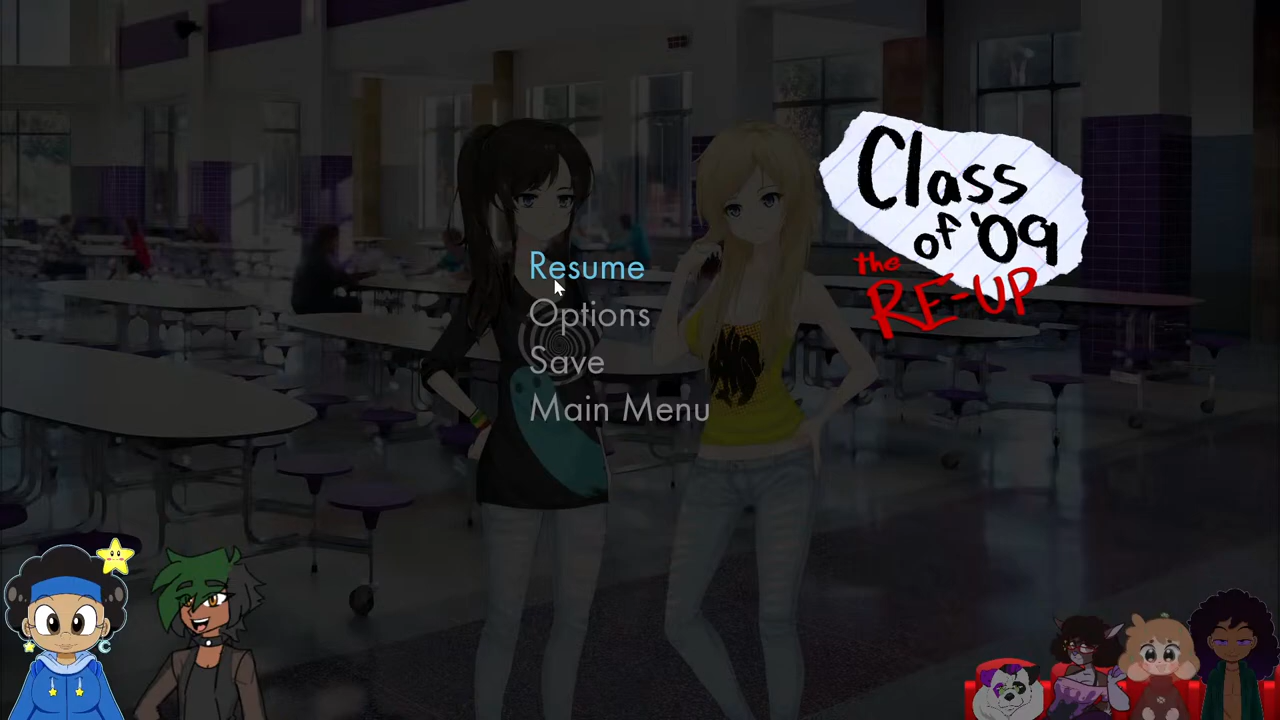 Class
of '09
the
RE-UP
Resume
Options
Save
Main Menu